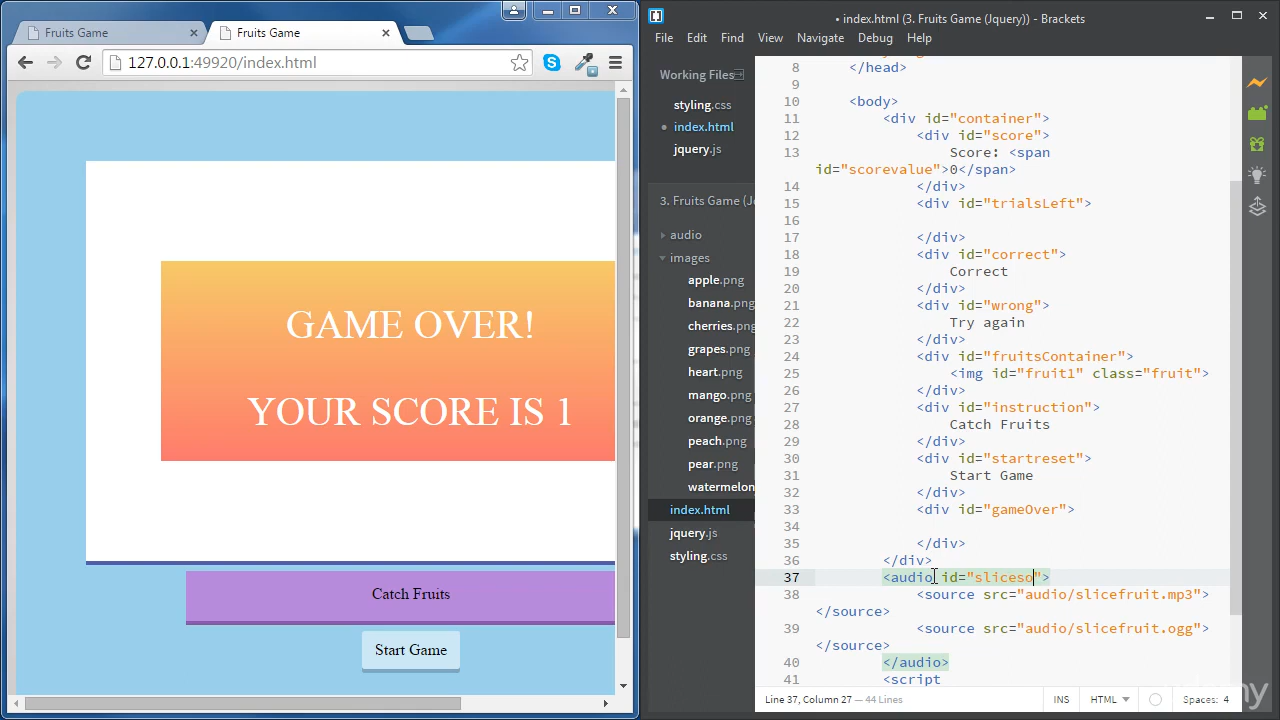 Fruits Game
Fruits Game
127.0.0.1:49920/index.html
GAME OVER!
YOUR SCORE IS 1
Catch Fruits
Start Game
• index.html (3. Fruits Game (Jquery)) - Brackets
File Edit Find View Navigate Debug Help
Working Files
styling.css
index.html
jquery.js
3. Fruits Game (J
audio
images
apple.png
banana.png
cherries.png
grapes.png
heart.png
mango.png
orange.png
peach.png
pear.png
watermelon
index.html
jquery.js
styling.css
8 </head>
9
10 <body>
11 <div id="container">
12 <div id="score">
13 Score: <span
id="scorevalue">0</span>
14 </div>
15 <div id="trialsLeft">
16
17 </div>
18 <div id="correct">
19 Correct
20 </div>
21 <div id="wrong">
22 Try again
23 </div>
24 <div id="fruitsContainer">
25 <img id="fruit1" class="fruit">
26 </div>
27 <div id="instruction">
28 Catch Fruits
29 </div>
30 <div id="startreset">
31 Start Game
32 </div>
33 <div id="gameOver">
34
35 </div>
36 </div>
37 <audio id="sliceso">
38 <source src="audio/slicefruit.mp3">
</source>
39 <source src="audio/slicefruit.ogg">
</source>
40 </audio>
41 <script
Line 37, Column 27 — 44 Lines
INS HTML Spaces: 4